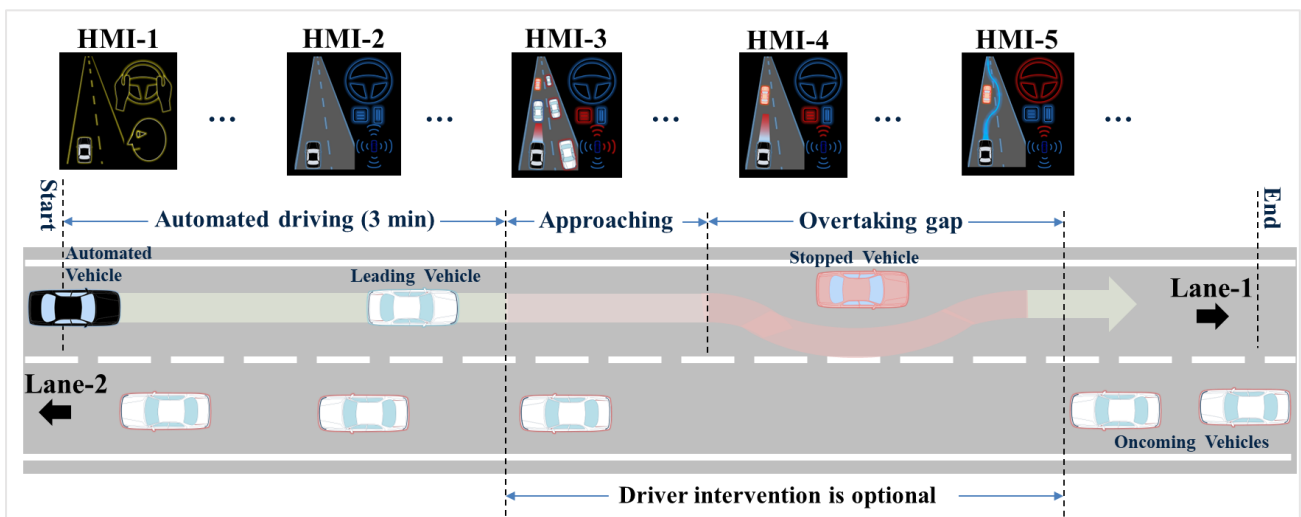 HMI-1
HMI-2
HMI-3
HMI-4
HMI-5
... ... ... ... ...
Start
Automated driving (3 min)
Approaching
Overtaking gap
End
Automated
Vehicle
Leading Vehicle
Stopped Vehicle
Lane-1
Lane-2
Oncoming Vehicles
Driver intervention is optional